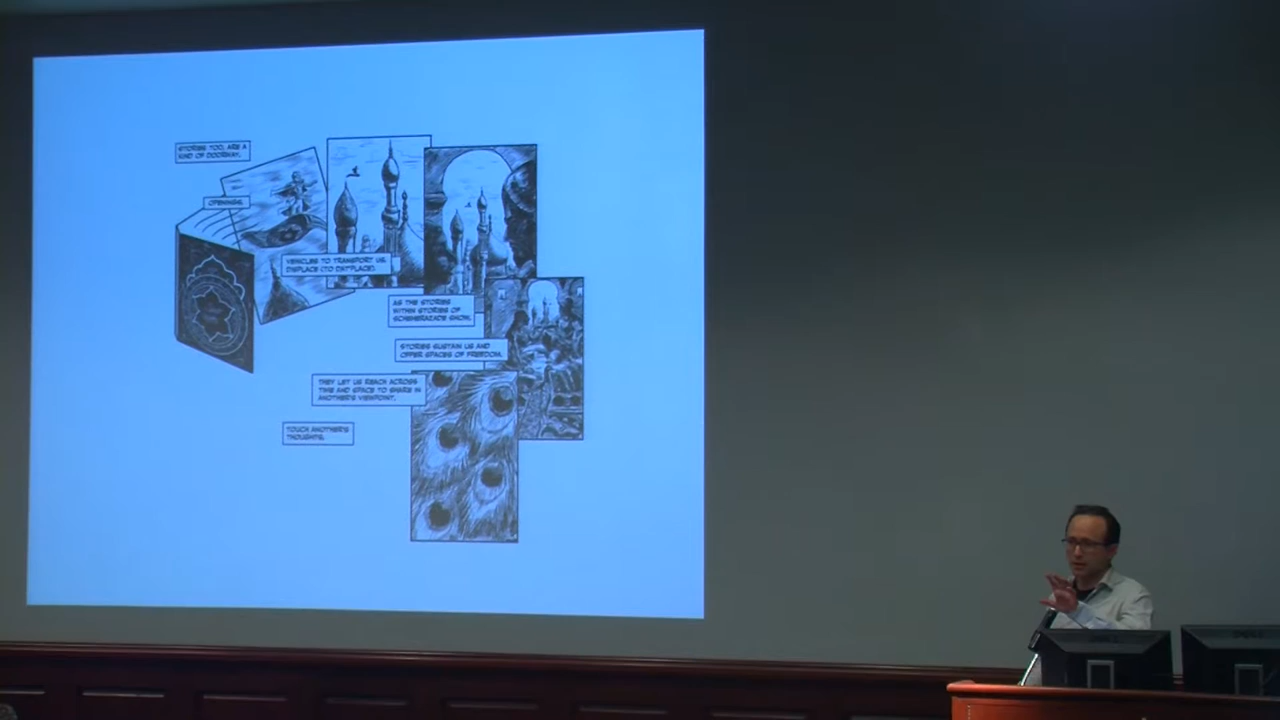 STORIES TOO, ARE A
KIND OF DOORWAY.
OPENINGS.
VEHICLES TO TRANSPORT US,
DISPLACE (TO
AS THE STORIES
WITHIN STORIES OF
SCHEHERAZADE SHOW,
STORIES SUSTAIN US AND
OFFER SPACES OF FREEDOM.
THEY LET US REACH ACROSS
TIME AND SPACE TO SHARE IN
ANOTHER'S VIEWPOINT,
TOUCH ANOTHER'S
THOUGHTS.
DELL